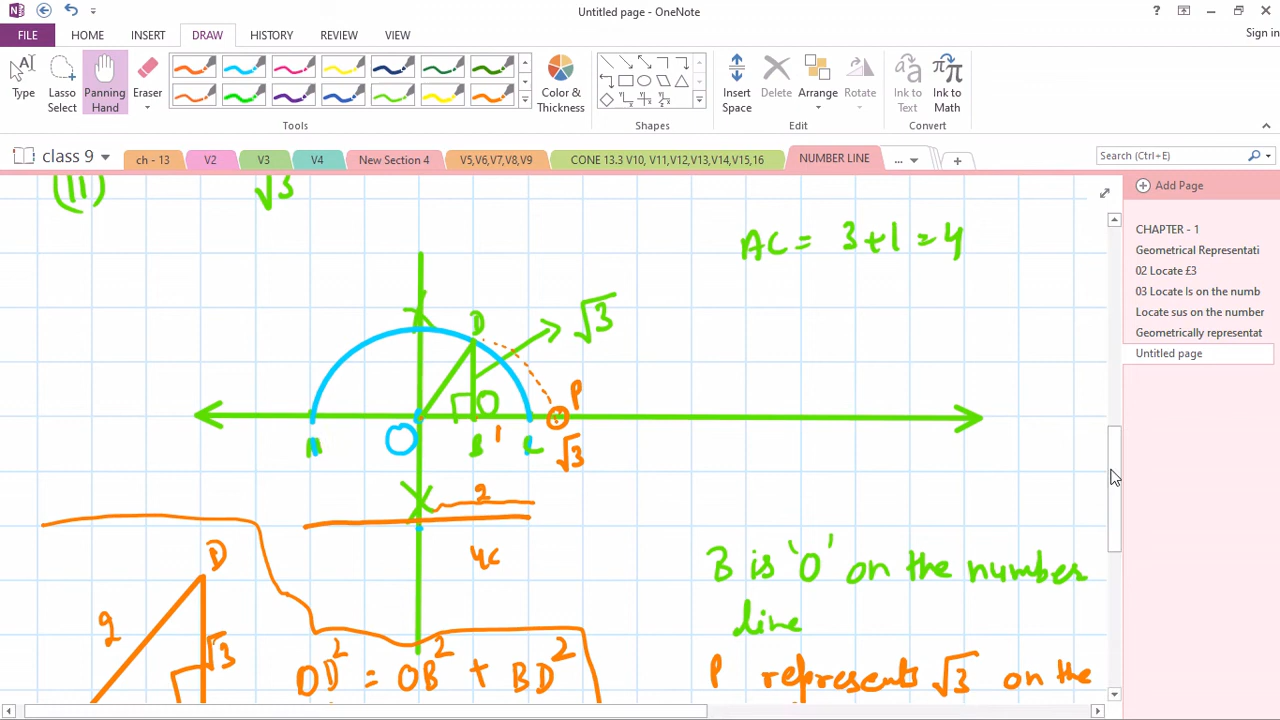 Untitled page - OneNote
?
Sign in
FILE
HOME
INSERT
DRAW
HISTORY
REVIEW
VIEW
Type
Lasso Select
Panning Hand
Eraser
Color & Thickness
Insert Space
Delete
Arrange
Rotate
Ink to Text
Ink to Math
Tools
Shapes
Edit
Convert
class 9
ch - 13
V2
V3
V4
New Section 4
V5,V6,V7,V8,V9
CONE 13.3 V10, V11,V12,V13,V14,V15,16
NUMBER LINE
...
Search (Ctrl+E)
Add Page
CHAPTER - 1
Geometrical Representati
02 Locate £3
03 Locate ls on the numb
Locate sus on the number
Geometrically representat
Untitled page
(II) √3
AC = 3+1 = 4
D
√3
P
O
O
B
1
C
√3
2
4c
D
2
√3
OD² = OB² + BD²
B is '0' on the number
line
P represents √3 on the